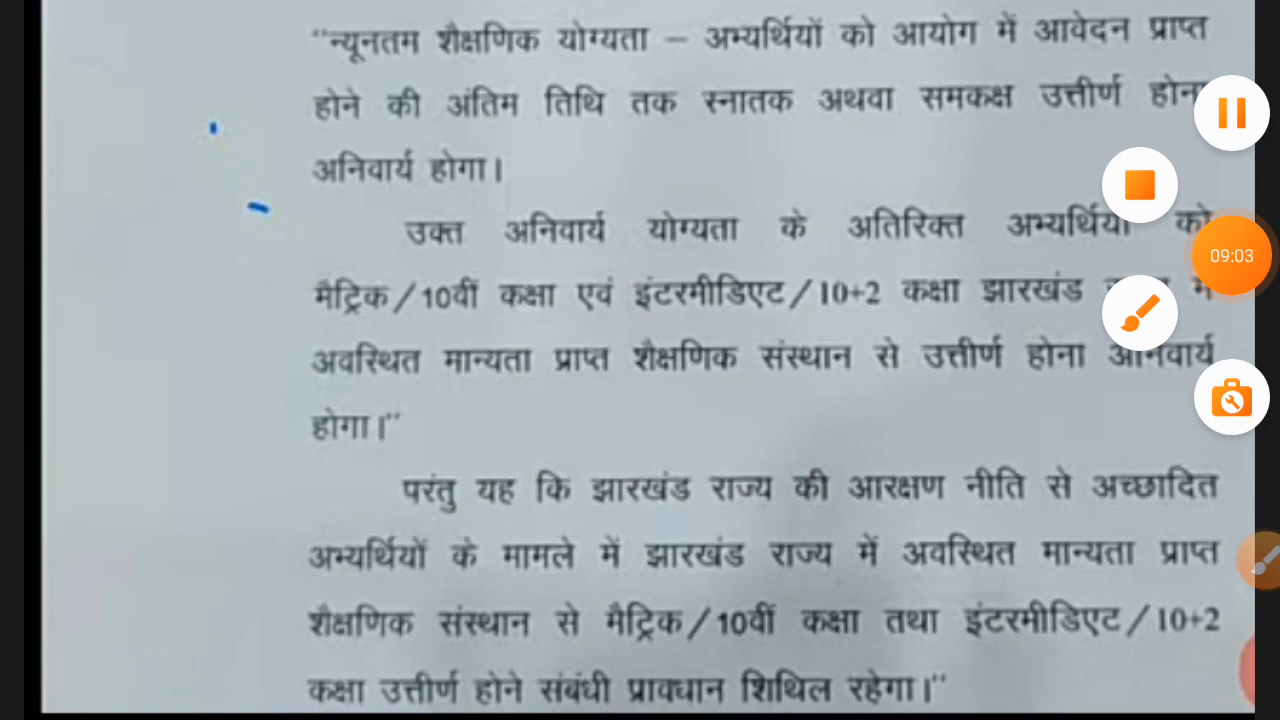 "न्यूनतम शैक्षणिक योग्यता – अभ्यर्थियों को आयोग में आवेदन प्राप्त
होने की अंतिम तिथि तक स्नातक अथवा समकक्ष उत्तीर्ण होना
अनिवार्य होगा।
उक्त अनिवार्य योग्यता के अतिरिक्त अभ्यर्थियों को
मैट्रिक/10वीं कक्षा एवं इंटरमीडिएट/10+2 कक्षा झारखंड में
अवस्थित मान्यता प्राप्त शैक्षणिक संस्थान से उत्तीर्ण होना अनिवार्य
होगा।"
परंतु यह कि झारखंड राज्य की आरक्षण नीति से अच्छादित
अभ्यर्थियों के मामले में झारखंड राज्य में अवस्थित मान्यता प्राप्त
शैक्षणिक संस्थान से मैट्रिक/10वीं कक्षा तथा इंटरमीडिएट/10+2
कक्षा उत्तीर्ण होने संबंधी प्रावधान शिथिल रहेगा।"
09:03